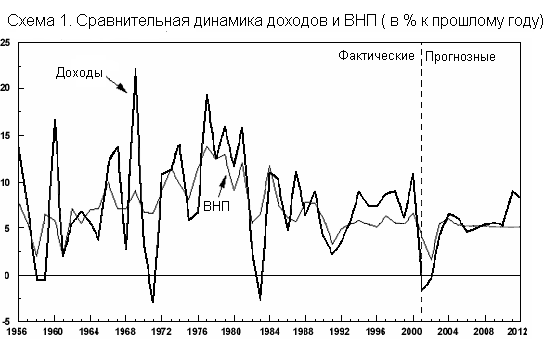 Схема 1. Сравнительная динамика доходов и ВНП ( в % к прошлому году)
25
20
15
10
5
0
-5
Фактические
Прогнозные
Доходы
ВНП
1956 1960 1964 1968 1972 1976 1980 1984 1988 1992 1996 2000 2004 2008 2012